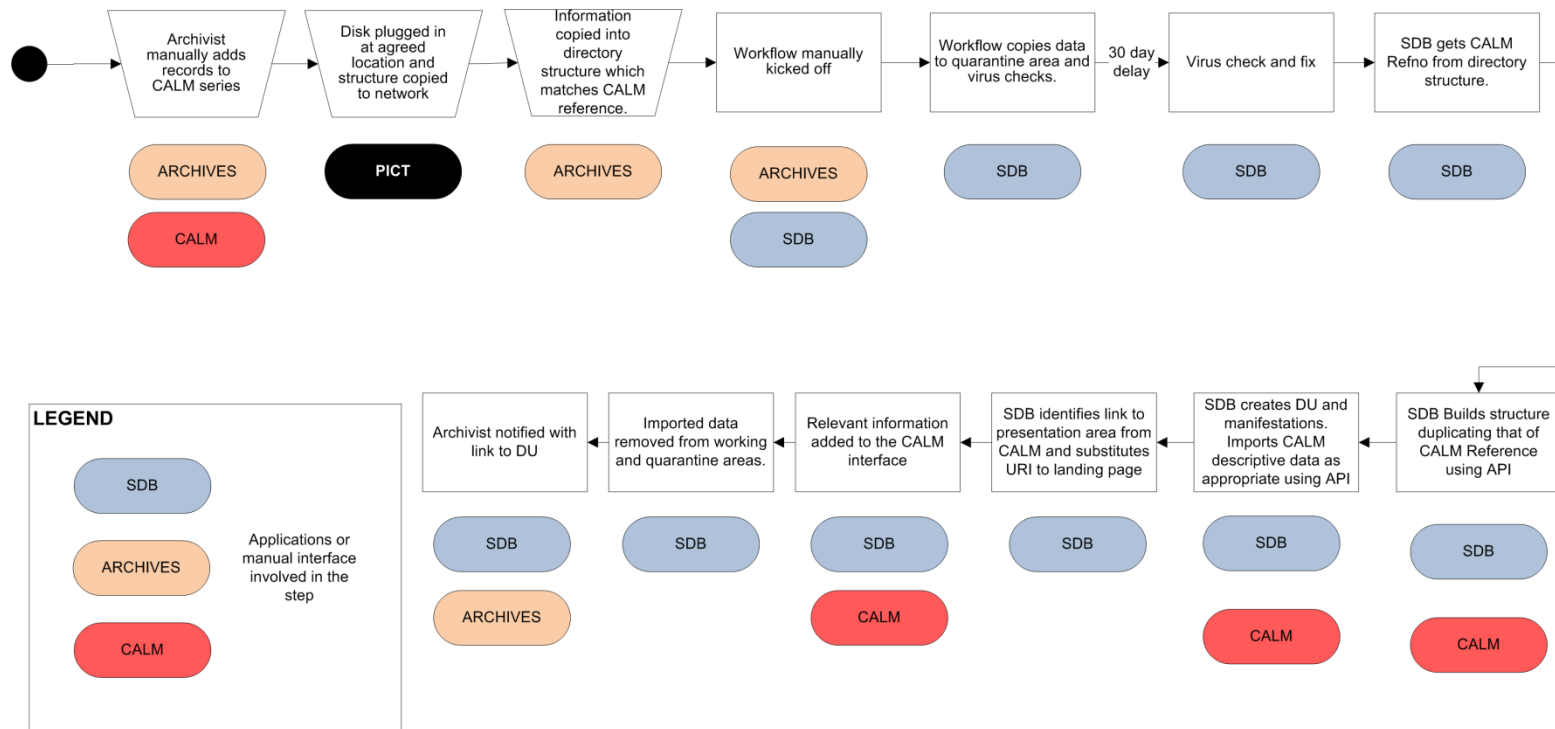 Archivist
manually adds
records to
CALM series
Disk plugged in
at agreed
location and
structure copied
to network
Information
copied into
directory
structure which
matches CALM
reference.
Workflow manually
kicked off
Workflow copies data
to quarantine area and
virus checks.
30 day
delay
Virus check and fix
SDB gets CALM
Refno from directory
structure.
ARCHIVES
CALM
PICT
ARCHIVES
ARCHIVES
SDB
SDB
SDB
SDB
Archivist notified with
link to DU
Imported data
removed from working
and quarantine areas.
Relevant information
added to the CALM
interface
SDB identifies link to
presentation area from
CALM and substitutes
URI to landing page
SDB creates DU and
manifestations.
Imports CALM
descriptive data as
appropriate using API
SDB Builds structure
duplicating that of
CALM Reference
using API
SDB
ARCHIVES
SDB
SDB
CALM
SDB
SDB
CALM
SDB
CALM
LEGEND
SDB
ARCHIVES
CALM
Applications or
manual interface
involved in the
step